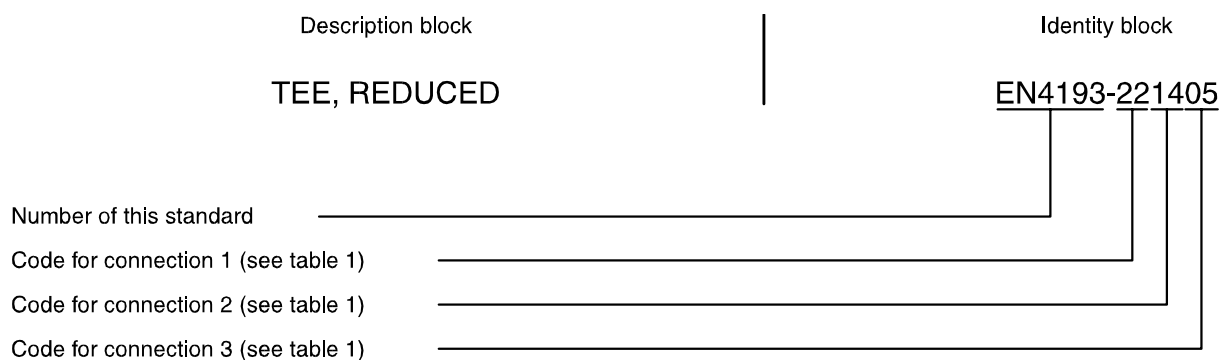 Description block
Identity block
TEE, REDUCED
EN4193-221405
Number of this standard
Code for connection 1 (see table 1)
Code for connection 2 (see table 1)
Code for connection 3 (see table 1)